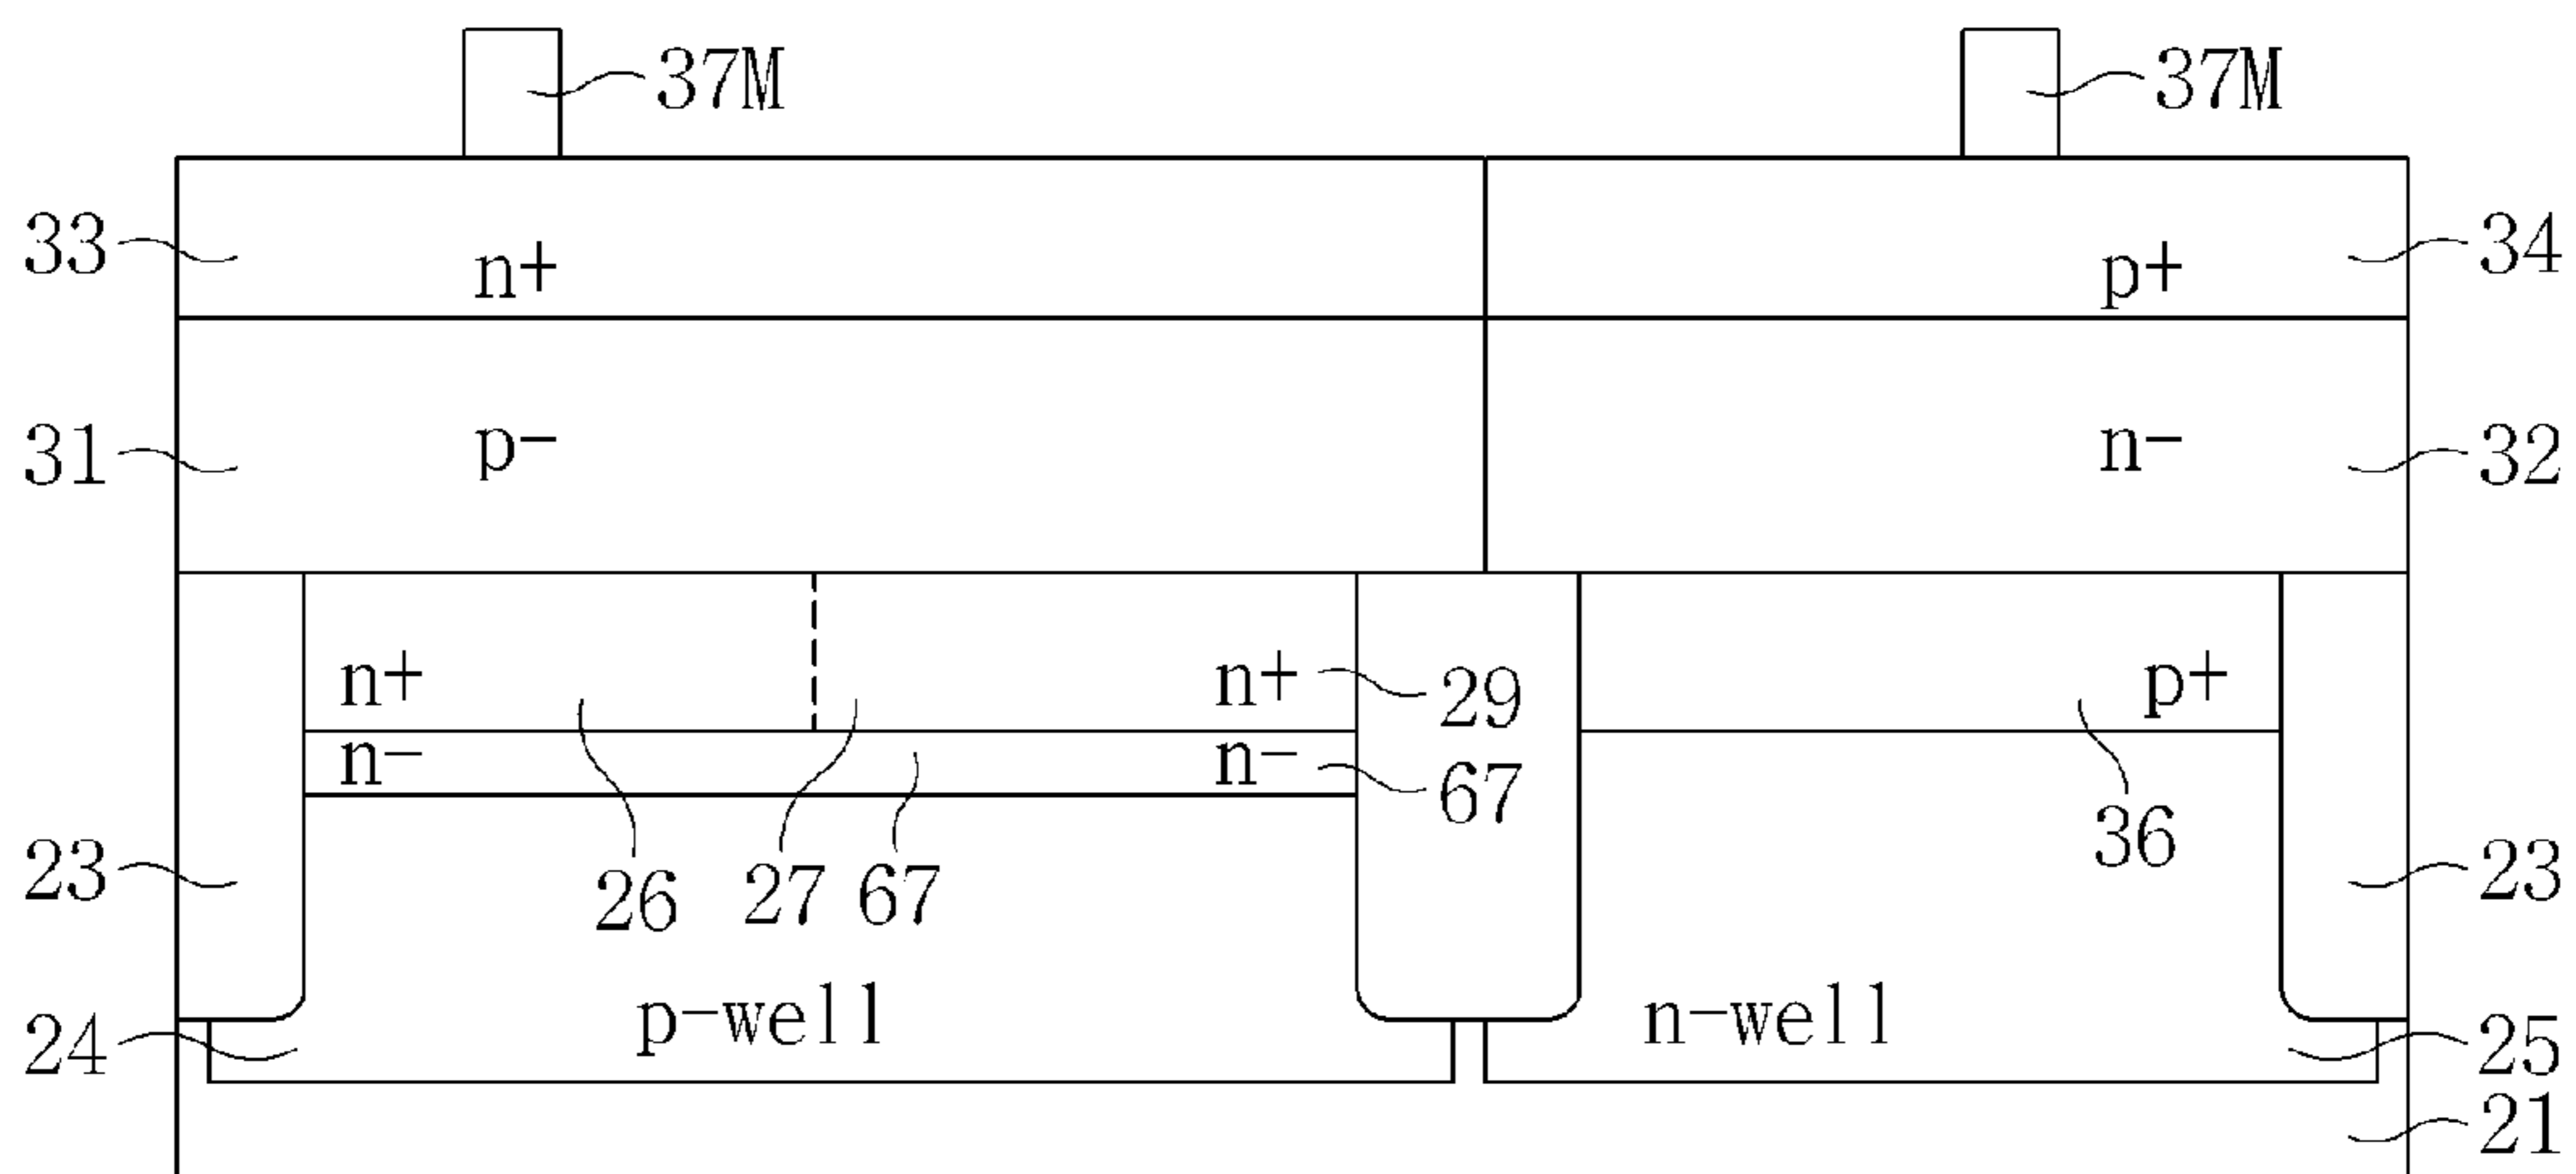 37M 37M
33 n+ p+ 34
31 p- n- 32
n+ n+ 29 p+
n- n- 67
23 26 27 67 36 23
24 p-well n-well 25
21